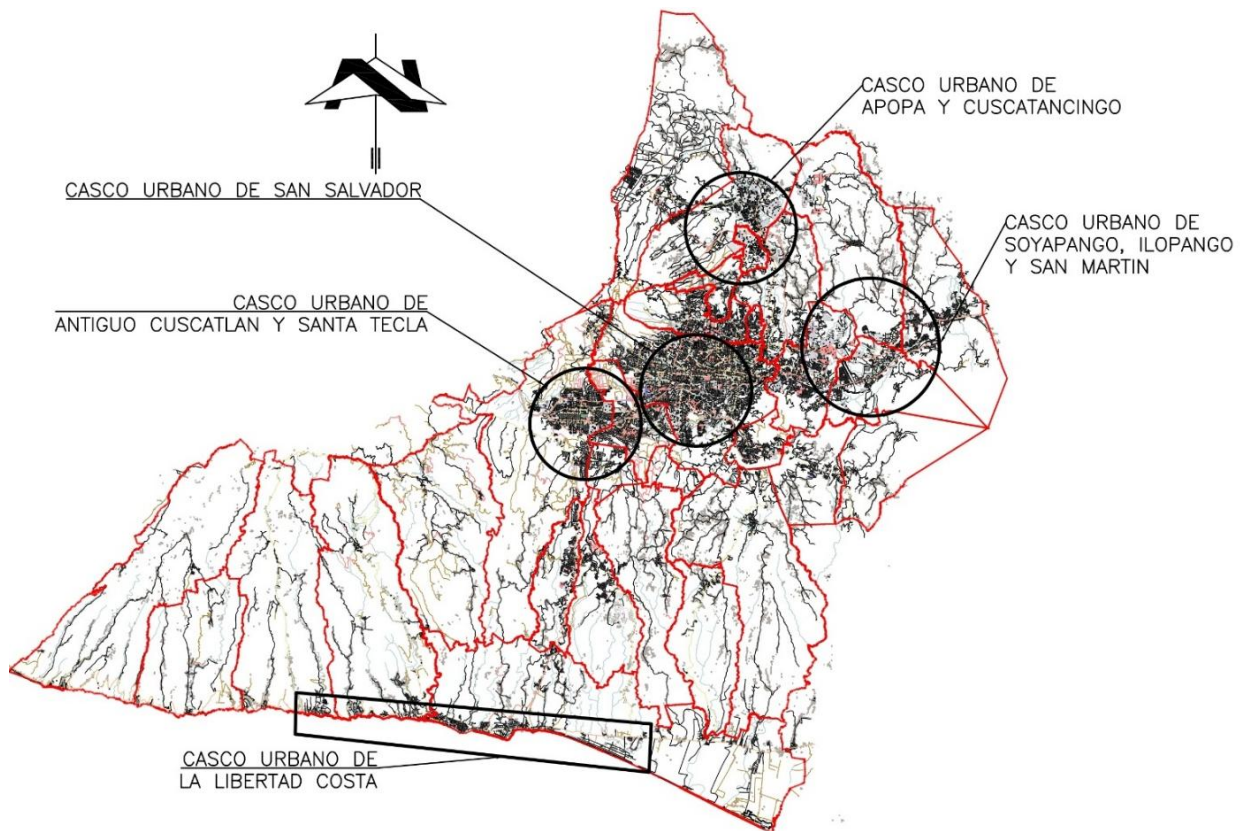 CASCO URBANO DE
APOPA Y CUSCATANCINGO
CASCO URBANO DE SAN SALVADOR
CASCO URBANO DE
SOYAPANGO, ILOPANGO
Y SAN MARTIN
CASCO URBANO DE
ANTIGUO CUSCATLAN Y SANTA TECLA
CASCO URBANO DE
LA LIBERTAD COSTA